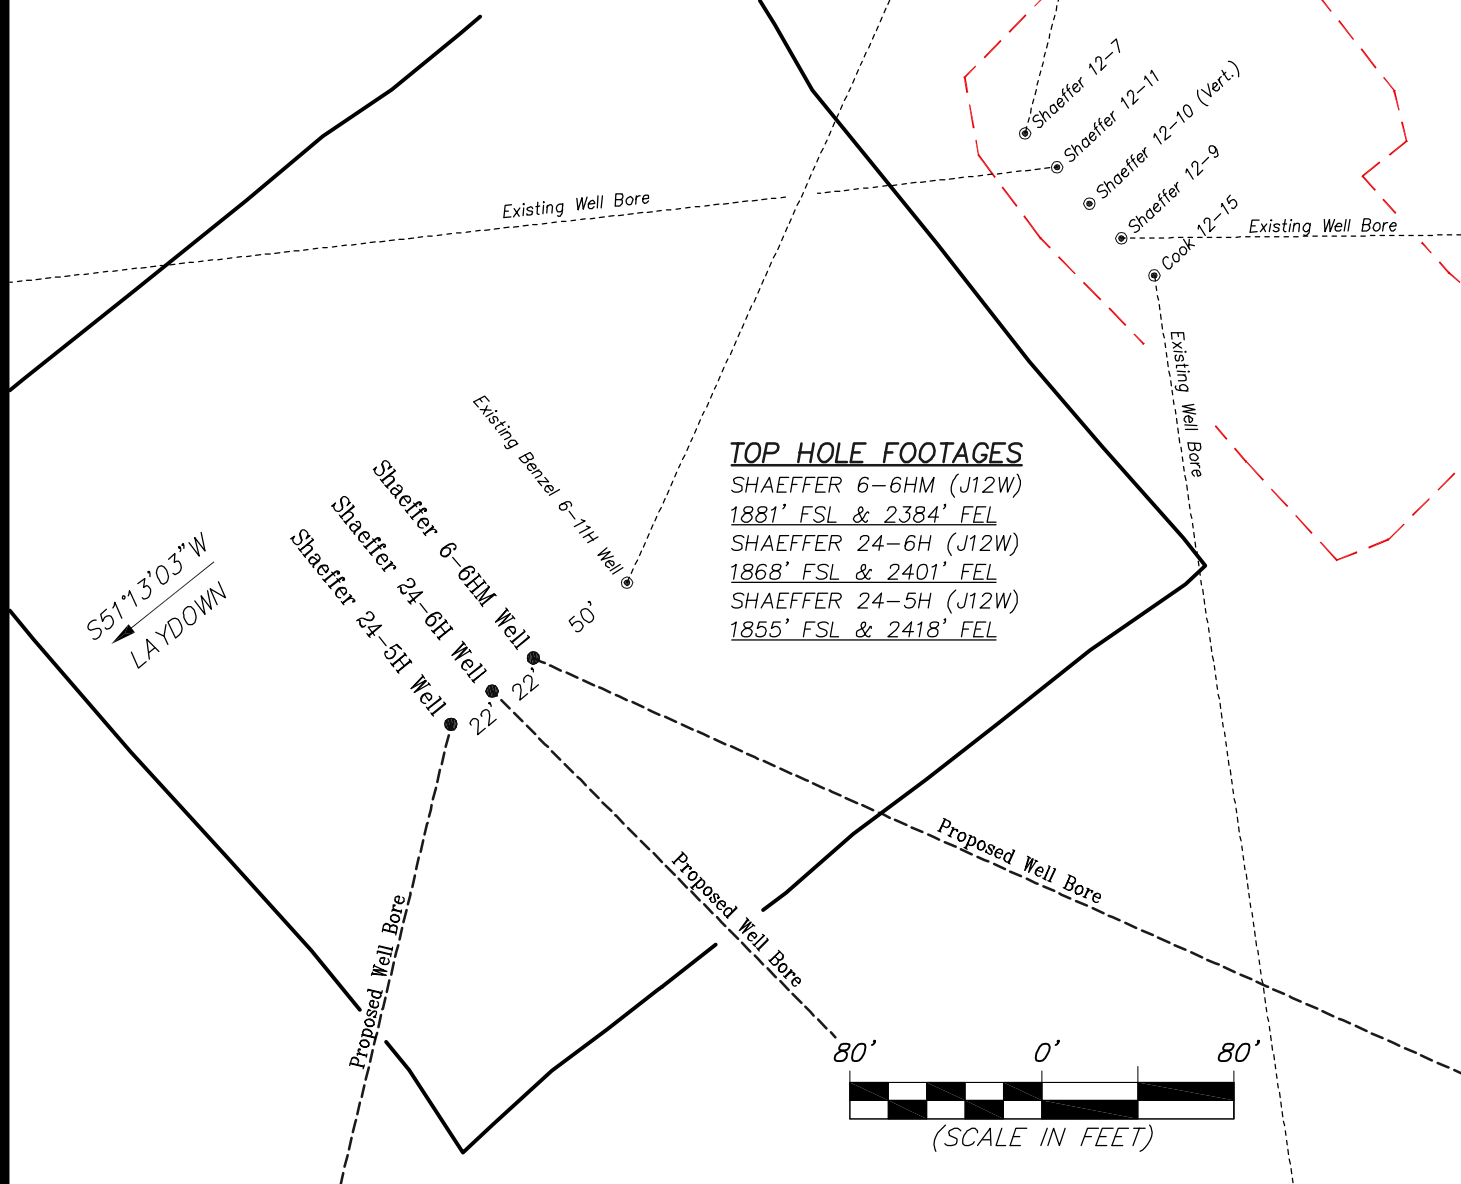 Shaeffer 12-7
Shaeffer 12-11
Shaeffer 12-10 (Vert.)
Shaeffer 12-9
Cook 12-15
Existing Well Bore
Existing Well Bore
Existing Well Bore
Existing Benzel 6-11H Well
Shaeffer 6-6HM Well
Shaeffer 24-6H Well
Shaeffer 24-5H Well
TOP HOLE FOOTAGES
SHAEFFER 6-6HM (J12W)
1881' FSL & 2384' FEL
SHAEFFER 24-6H (J12W)
1868' FSL & 2401' FEL
SHAEFFER 24-5H (J12W)
1855' FSL & 2418' FEL
S51°13'03"W
LAYDOWN
50'
22'
22'
Proposed Well Bore
Proposed Well Bore
Proposed Well Bore
80' 0' 80'
(SCALE IN FEET)